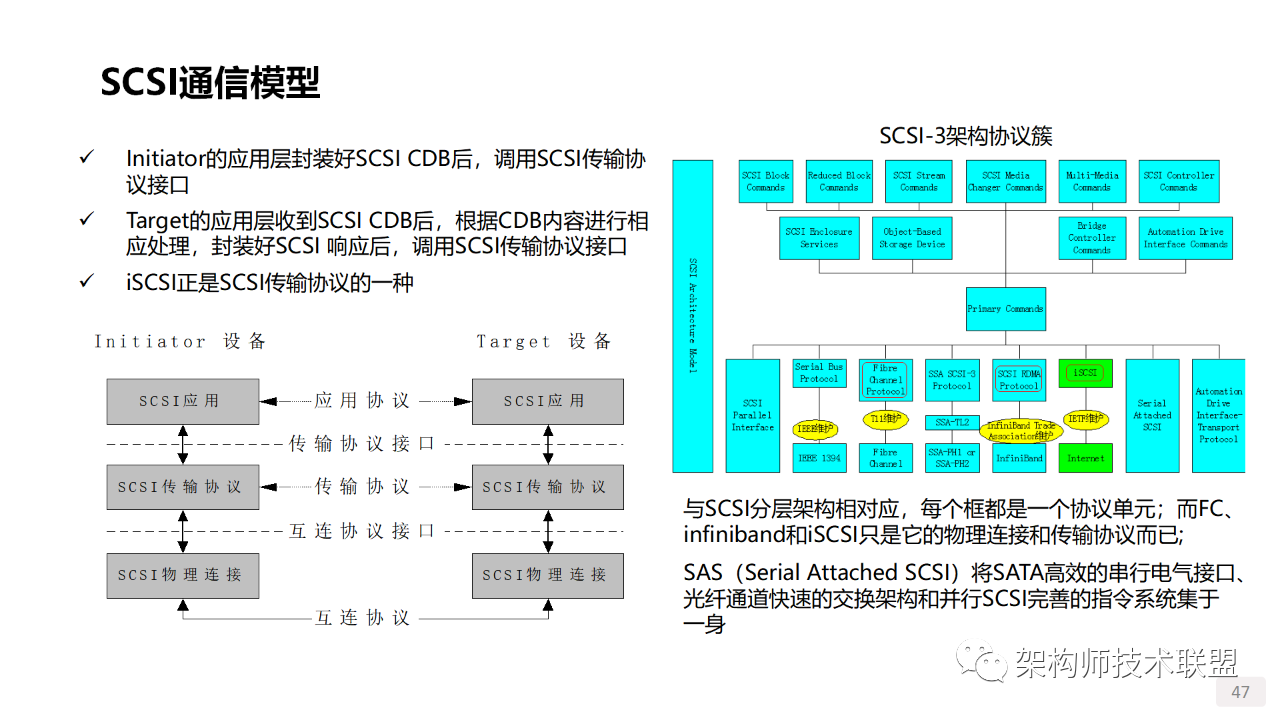 SCSI通信模型
✓ Initiator的应用层封装好SCSI CDB后，调用SCSI传输协
议接口
✓ Target的应用层收到SCSI CDB后，根据CDB内容进行相
应处理，封装好SCSI 响应后，调用SCSI传输协议接口
✓ iSCSI正是SCSI传输协议的一种
Initiator 设备
Target 设备
SCSI应用
应用协议
SCSI应用
传输协议接口
SCSI传输协议
传输协议
SCSI传输协议
互连协议接口
SCSI物理连接
SCSI物理连接
互连协议
SCSI-3架构协议簇
SCSI Architecture Model
SCSI Block
Commands
Reduced Block
Commands
SCSI Stream
Commands
SCSI Media
Changer Commands
Multi-Media
Commands
SCSI Controller
Commands
SCSI Enclosure
Services
Object-Based
Storage Device
Bridge
Controller
Commands
Automation Drive
Interface Commands
Primary Commands
SCSI
Parallel
Interface
Serial Bus
Protocol
IEEE维护
IEEE 1394
Fibre
Channel
Protocol
T11维护
Fibre
Channel
SSA SCSI-3
Protocol
SSA-TL2
SSA-PH1 or
SSA-PH2
SCSI RDMA
Protocol
InfiniBand Trade
Association维护
InfiniBand
iSCSI
IETF维护
Internet
Serial
Attached
SCSI
Automation
Drive
Interface-
Transport
Protocol
与SCSI分层架构相对应，每个框都是一个协议单元；而FC、
infiniband和iSCSI只是它的物理连接和传输协议而已;
SAS（Serial Attached SCSI）将SATA高效的串行电气接口、
光纤通道快速的交换架构和并行SCSI完善的指令系统集于
一身
架构师技术联盟
47